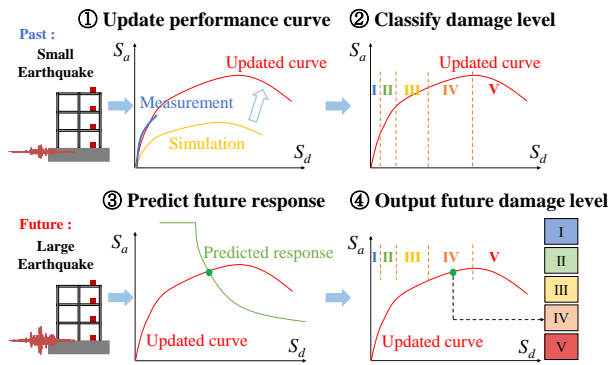 ① Update performance curve
② Classify damage level
Past :
Small
Earthquake
Sa
Updated curve
Measurement
Simulation
Sd
Sa
Updated curve
I II III IV V
Sd
③ Predict future response
④ Output future damage level
Future :
Large
Earthquake
Sa
Predicted response
Updated curve
Sd
Sa
I II III IV V
Updated curve
Sd
I
II
III
IV
V